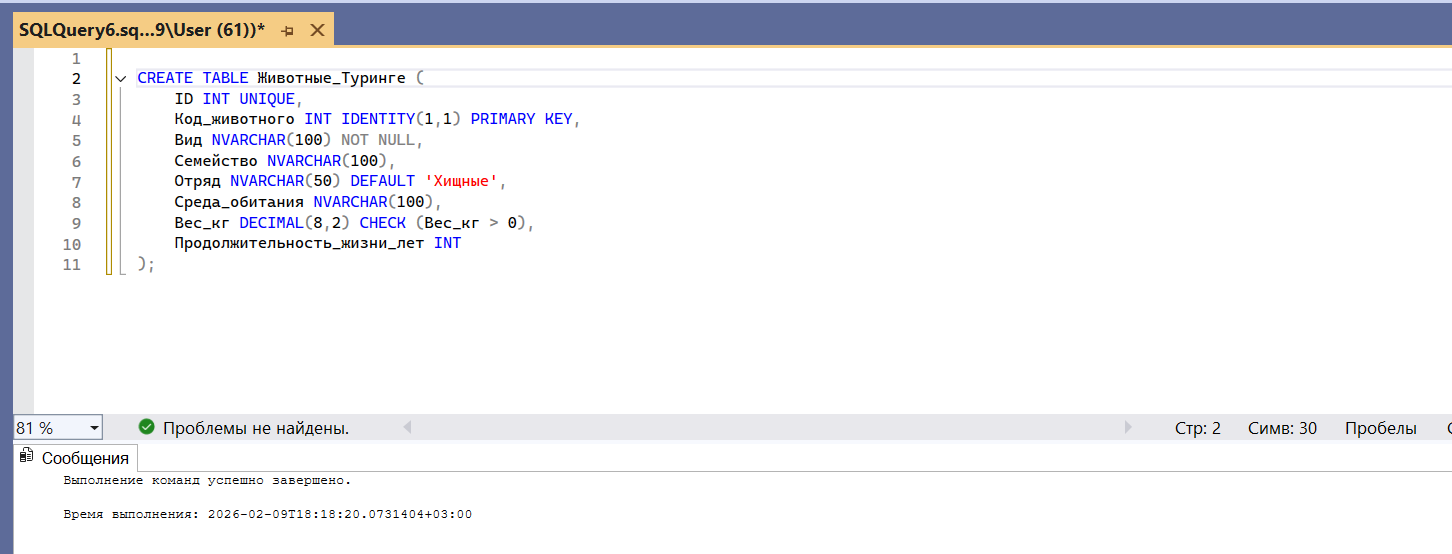 SQLQuery6.sq...9\User (61))*
1
2 CREATE TABLE Животные_Туринге (
3 ID INT UNIQUE,
4 Код_животного INT IDENTITY(1,1) PRIMARY KEY,
5 Вид NVARCHAR(100) NOT NULL,
6 Семейство NVARCHAR(100),
7 Отряд NVARCHAR(50) DEFAULT 'Хищные',
8 Среда_обитания NVARCHAR(100),
9 Вес_кг DECIMAL(8,2) CHECK (Вес_кг > 0),
10 Продолжительность_жизни_лет INT
11 );
81 % Проблемы не найдены. Стр: 2 Симв: 30 Пробелы
Сообщения
Выполнение команд успешно завершено.
Время выполнения: 2026-02-09T18:18:20.0731404+03:00